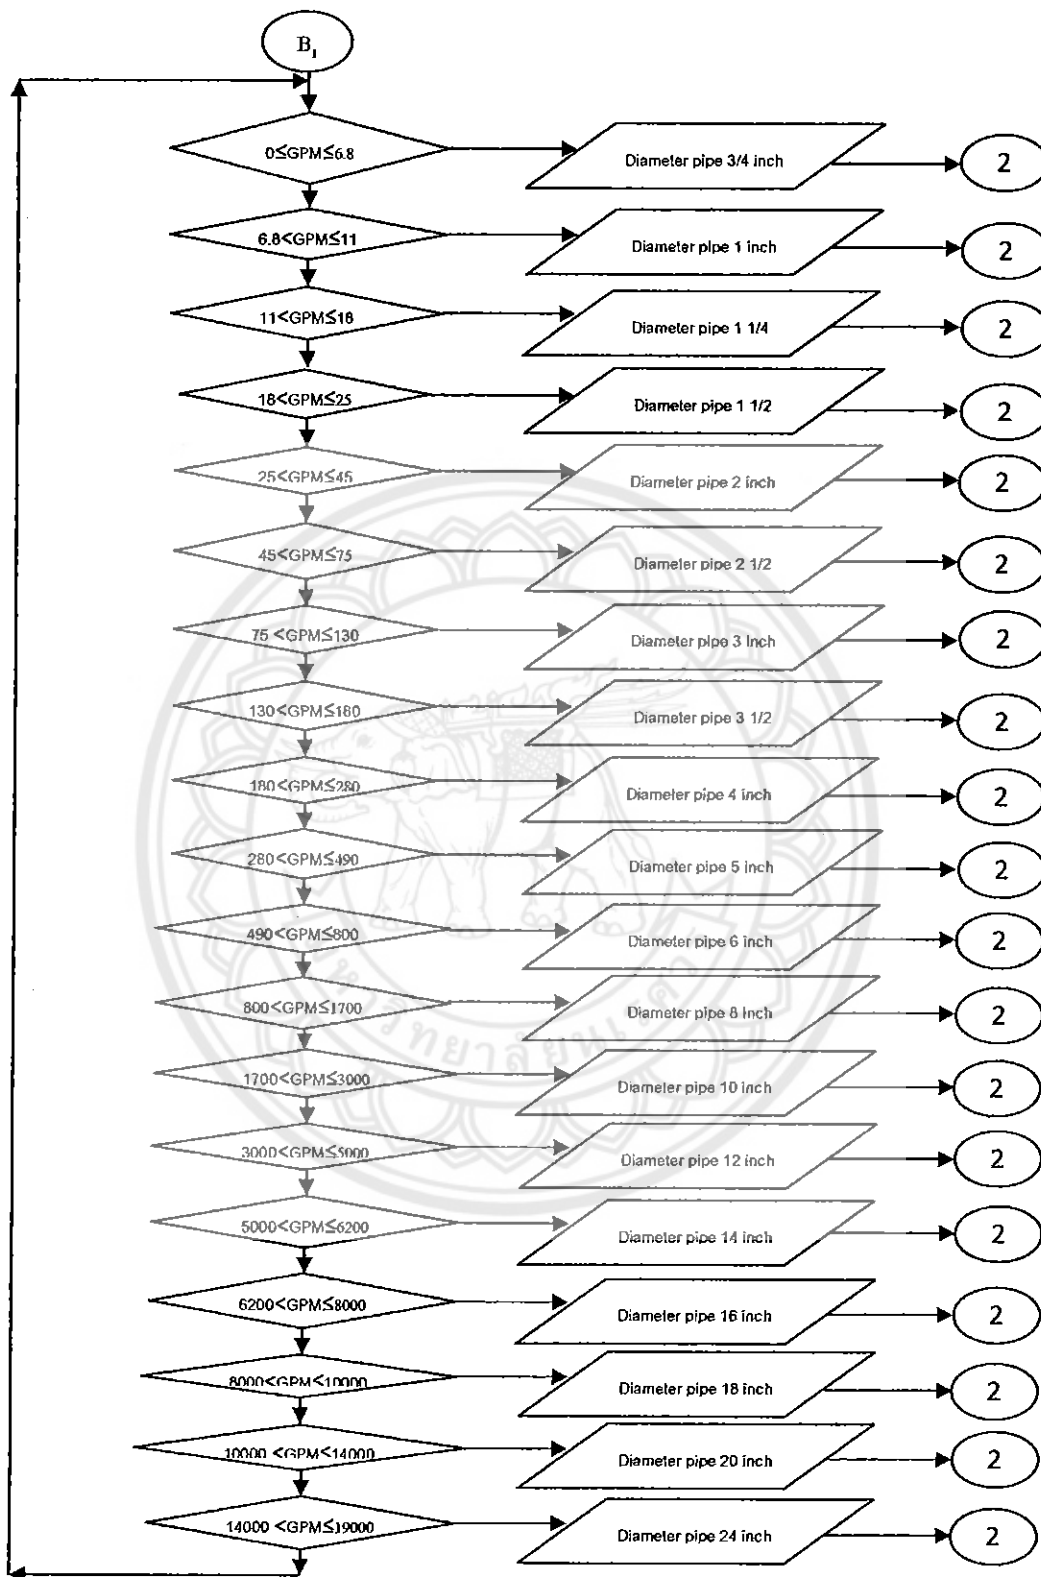 B1
0≤GPM≤6.8
Diameter pipe 3/4 inch
2
6.8<GPM≤11
Diameter pipe 1 inch
2
11<GPM≤18
Diameter pipe 1 1/4
2
18<GPM≤25
Diameter pipe 1 1/2
2
25<GPM≤45
Diameter pipe 2 inch
2
45<GPM≤75
Diameter pipe 2 1/2
2
75 <GPM≤130
Diameter pipe 3 inch
2
130<GPM≤180
Diameter pipe 3 1/2
2
180<GPM≤280
Diameter pipe 4 inch
2
280<GPM≤490
Diameter pipe 5 inch
2
490<GPM≤800
Diameter pipe 6 inch
2
800<GPM≤1700
Diameter pipe 8 inch
2
1700<GPM≤3000
Diameter pipe 10 inch
2
3000<GPM≤5000
Diameter pipe 12 inch
2
5000<GPM≤6200
Diameter pipe 14 inch
2
6200<GPM≤8000
Diameter pipe 16 inch
2
8000<GPM≤10000
Diameter pipe 18 inch
2
10000 <GPM≤14000
Diameter pipe 20 inch
2
14000 <GPM≤19000
Diameter pipe 24 inch
2